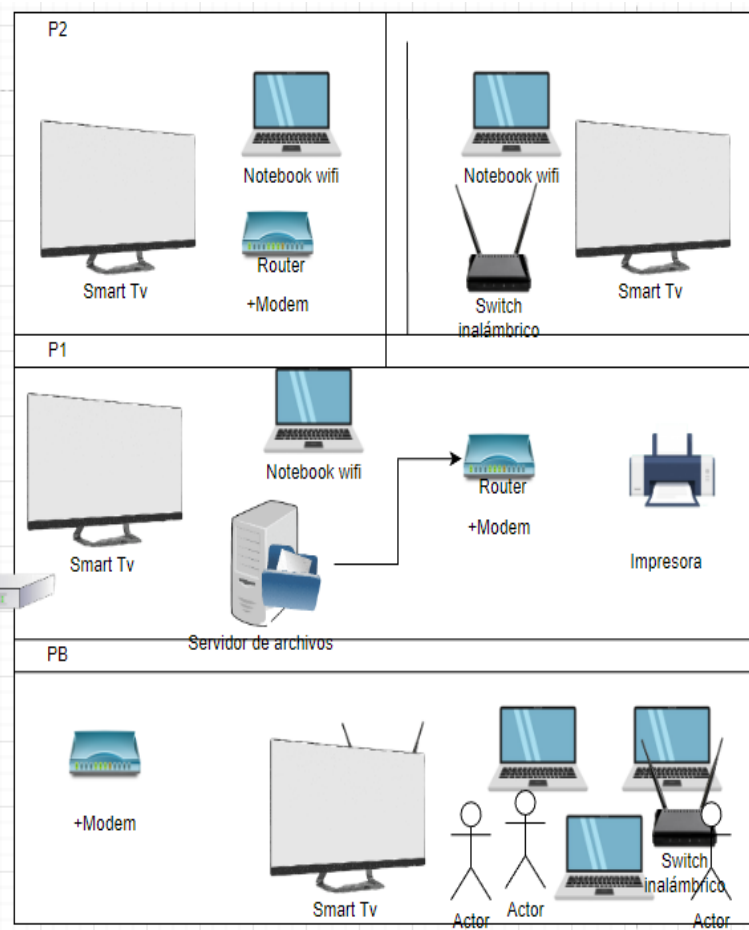 P2
Notebook wifi
Notebook wifi
Smart Tv
Router
+Modem
Switch
inalámbrico
Smart Tv
P1
Notebook wifi
Smart Tv
Servidor de archivos
Router
+Modem
Impresora
PB
+Modem
Smart Tv
Actor
Actor
Switch
inalámbrico
Actor